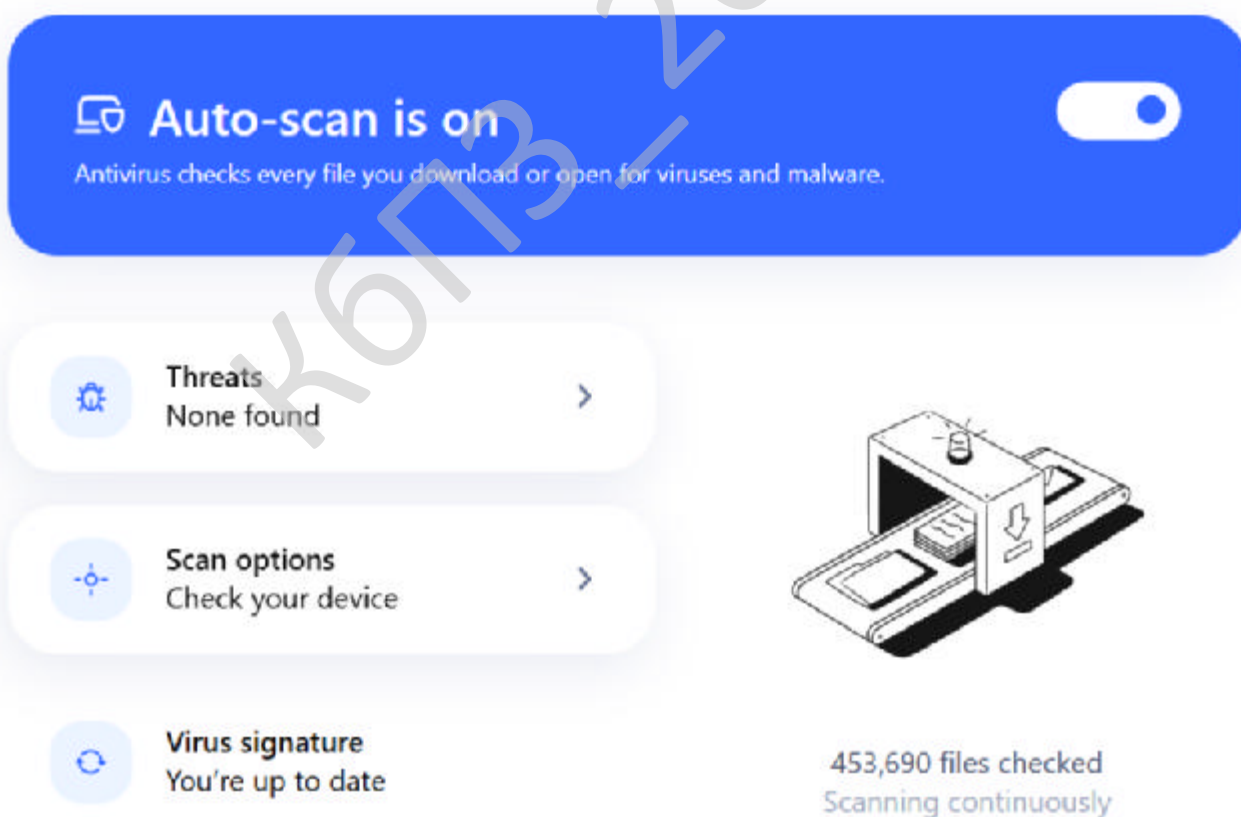 Auto-scan is on
Antivirus checks every file you download or open for viruses and malware.
Threats
None found
Scan options
Check your device
Virus signature
You're up to date
453,690 files checked
Scanning continuously
КбПЗ_20